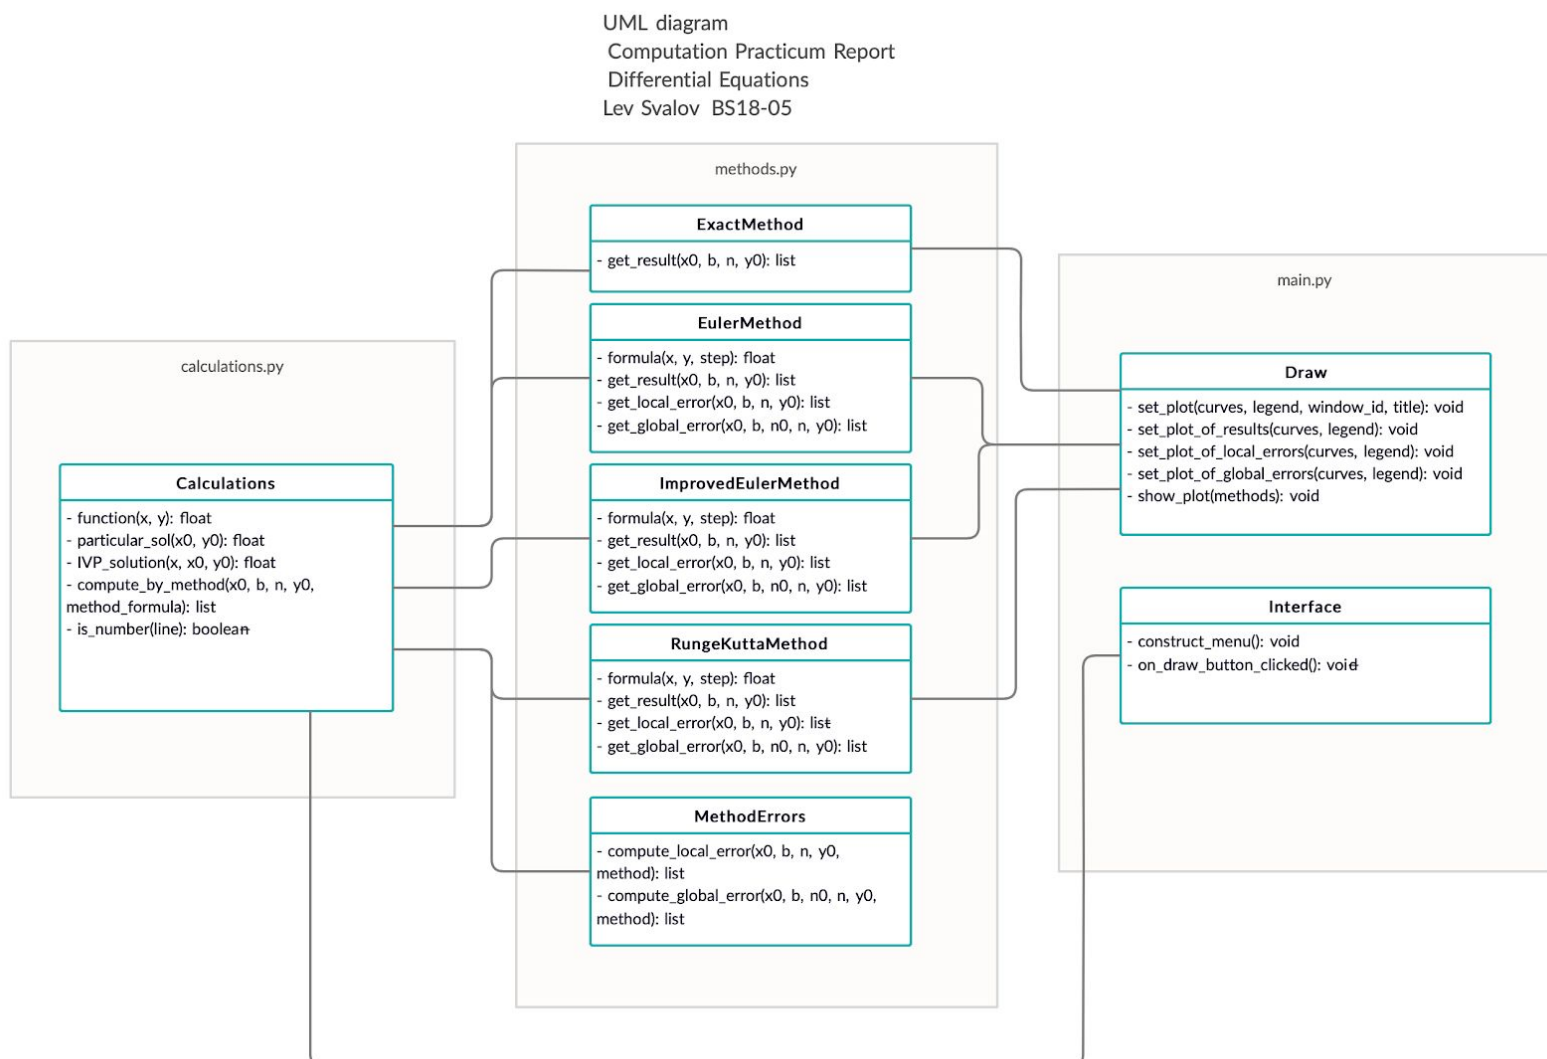 UML diagram
Computation Practicum Report
Differential Equations
Lev Svalov BS18-05
calculations.py
Calculations
- function(x, y): float
- particular_sol(x0, y0): float
- IVP_solution(x, x0, y0): float
- compute_by_method(x0, b, n, y0,
method_formula): list
- is_number(line): boolean
methods.py
ExactMethod
- get_result(x0, b, n, y0): list
EulerMethod
- formula(x, y, step): float
- get_result(x0, b, n, y0): list
- get_local_error(x0, b, n, y0): list
- get_global_error(x0, b, n0, n, y0): list
ImprovedEulerMethod
- formula(x, y, step): float
- get_result(x0, b, n, y0): list
- get_local_error(x0, b, n, y0): list
- get_global_error(x0, b, n0, n, y0): list
RungeKuttaMethod
- formula(x, y, step): float
- get_result(x0, b, n, y0): list
- get_local_error(x0, b, n, y0): list
- get_global_error(x0, b, n0, n, y0): list
MethodErrors
- compute_local_error(x0, b, n, y0,
method): list
- compute_global_error(x0, b, n0, n, y0,
method): list
main.py
Draw
- set_plot(curves, legend, window_id, title): void
- set_plot_of_results(curves, legend): void
- set_plot_of_local_errors(curves, legend): void
- set_plot_of_global_errors(curves, legend): void
- show_plot(methods): void
Interface
- construct_menu(): void
- on_draw_button_clicked(): void